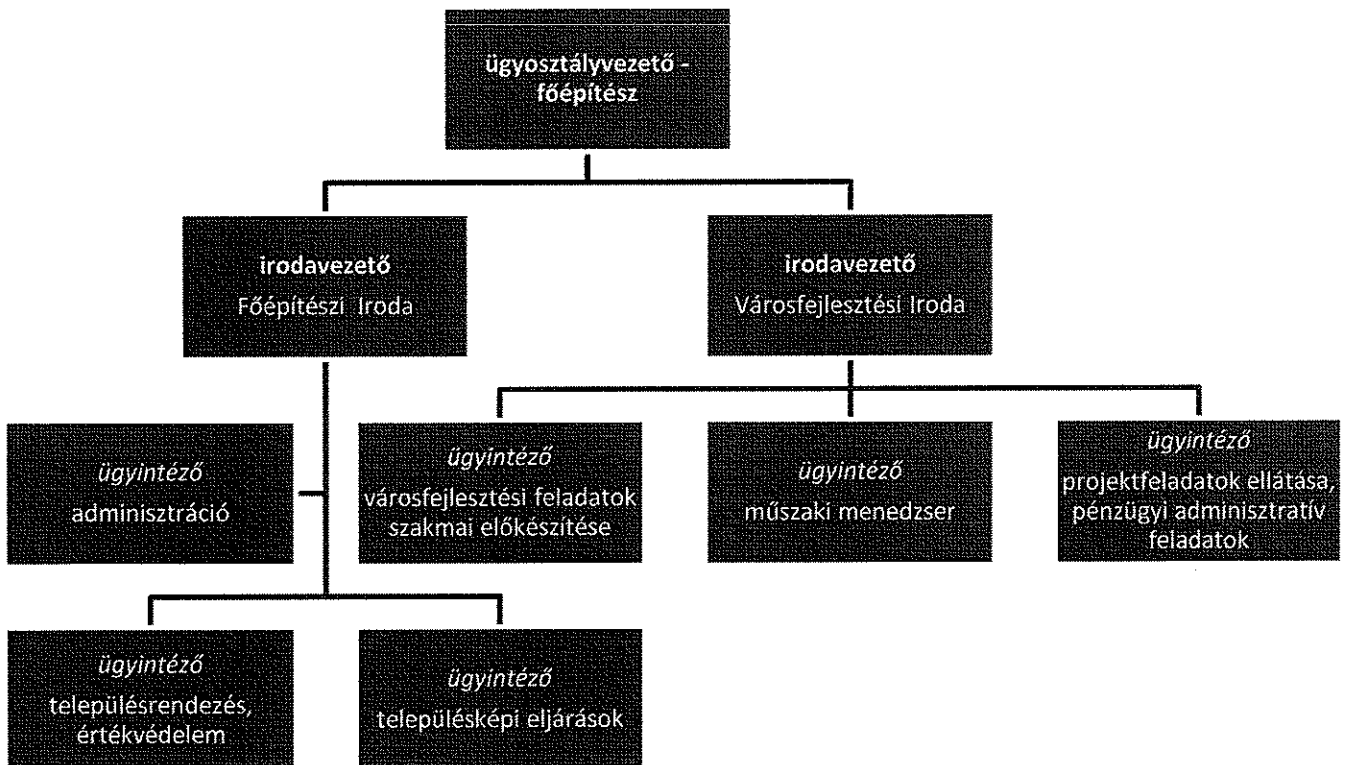 ügyosztályvezető -
főépítész
irodavezető
Főépítészi Iroda
irodavezető
Városfejlesztési Iroda
ügyintéző
adminisztráció
ügyintéző
városfejlesztési feladatok
szakmai előkészítése
ügyintéző
műszaki menedzser
ügyintéző
projektfeladatok ellátása,
pénzügyi adminisztratív
feladatok
ügyintéző
településrendezés,
értékvédelem
ügyintéző
településképi eljárások